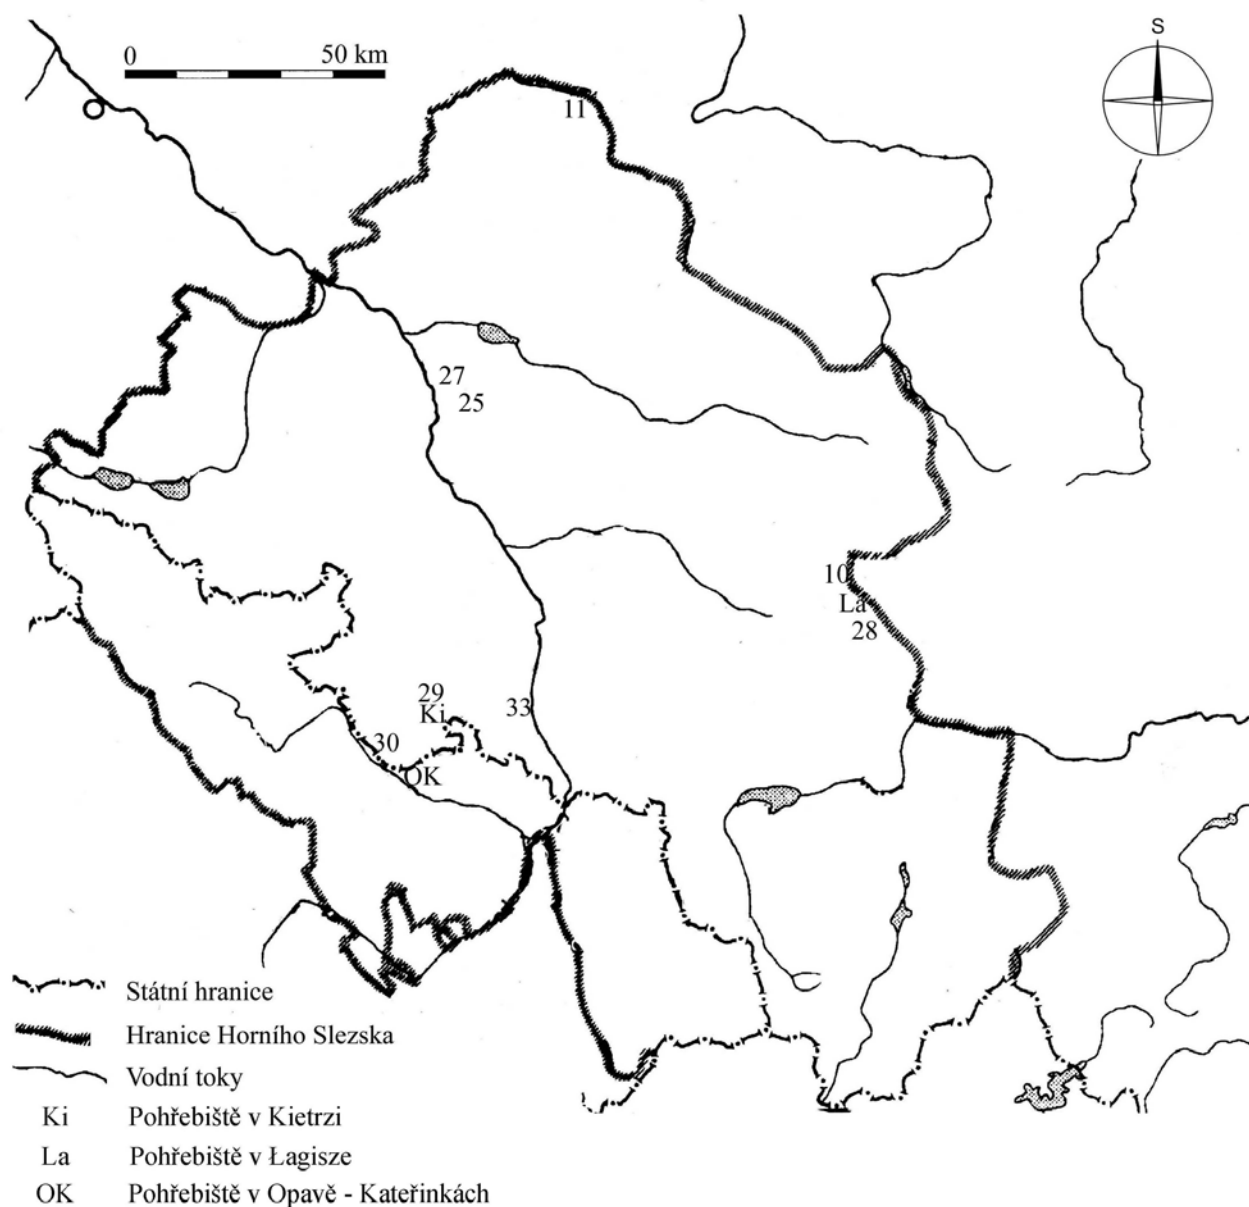 S
0 50 km
11
27
25
10
La
28
29
Ki
33
30
OK
Státní hranice
Hranice Horního Slezska
Vodní toky
Ki Pohřebiště v Kietrzi
La Pohřebiště v Łagisze
OK Pohřebiště v Opavě - Kateřinkách